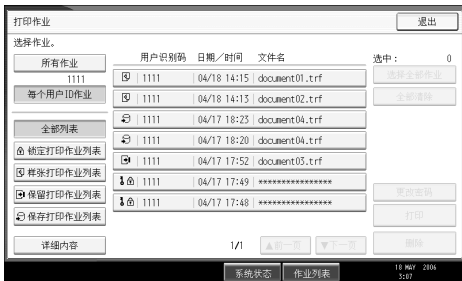 打印作业
退出
选择作业。
所有作业
1111
每个用户ID作业
全部列表
锁定打印作业列表
样张打印作业列表
保留打印作业列表
保存打印作业列表
详细内容
用户识别码 日期／时间 文件名
1111 04/18 14:15 document01.trf
1111 04/18 14:13 document02.trf
1111 04/17 18:23 document04.trf
1111 04/17 18:20 document04.trf
1111 04/17 17:52 document03.trf
1111 04/17 17:49 ****************
1111 04/17 17:48 ****************
1/1 ▲前一页 ▼下一页
选中： 0
选择全部作业
全部清除
更改密码
打印
删除
系统状态 作业列表
18 MAY 2006
3:07